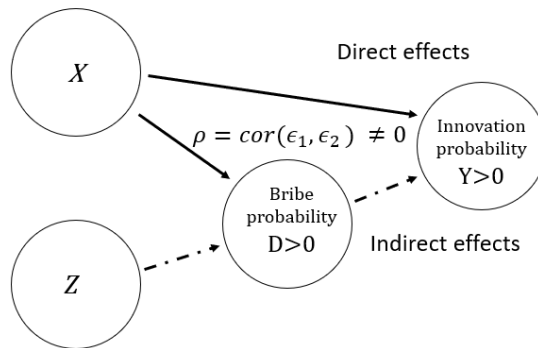 Direct effects
X
ρ = cor(ϵ₁, ϵ₂) ≠ 0
Innovation
probability
Y>0
Bribe
probability
D>0
Indirect effects
Z